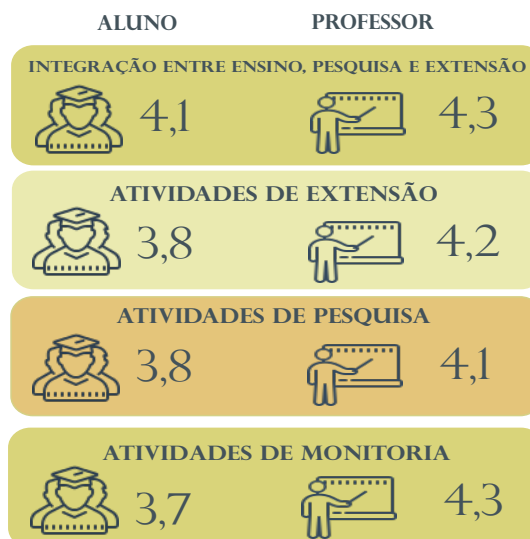 ALUNO PROFESSOR
INTEGRAÇÃO ENTRE ENSINO, PESQUISA E EXTENSÃO
4,1 4,3
ATIVIDADES DE EXTENSÃO
3,8 4,2
ATIVIDADES DE PESQUISA
3,8 4,1
ATIVIDADES DE MONITORIA
3,7 4,3